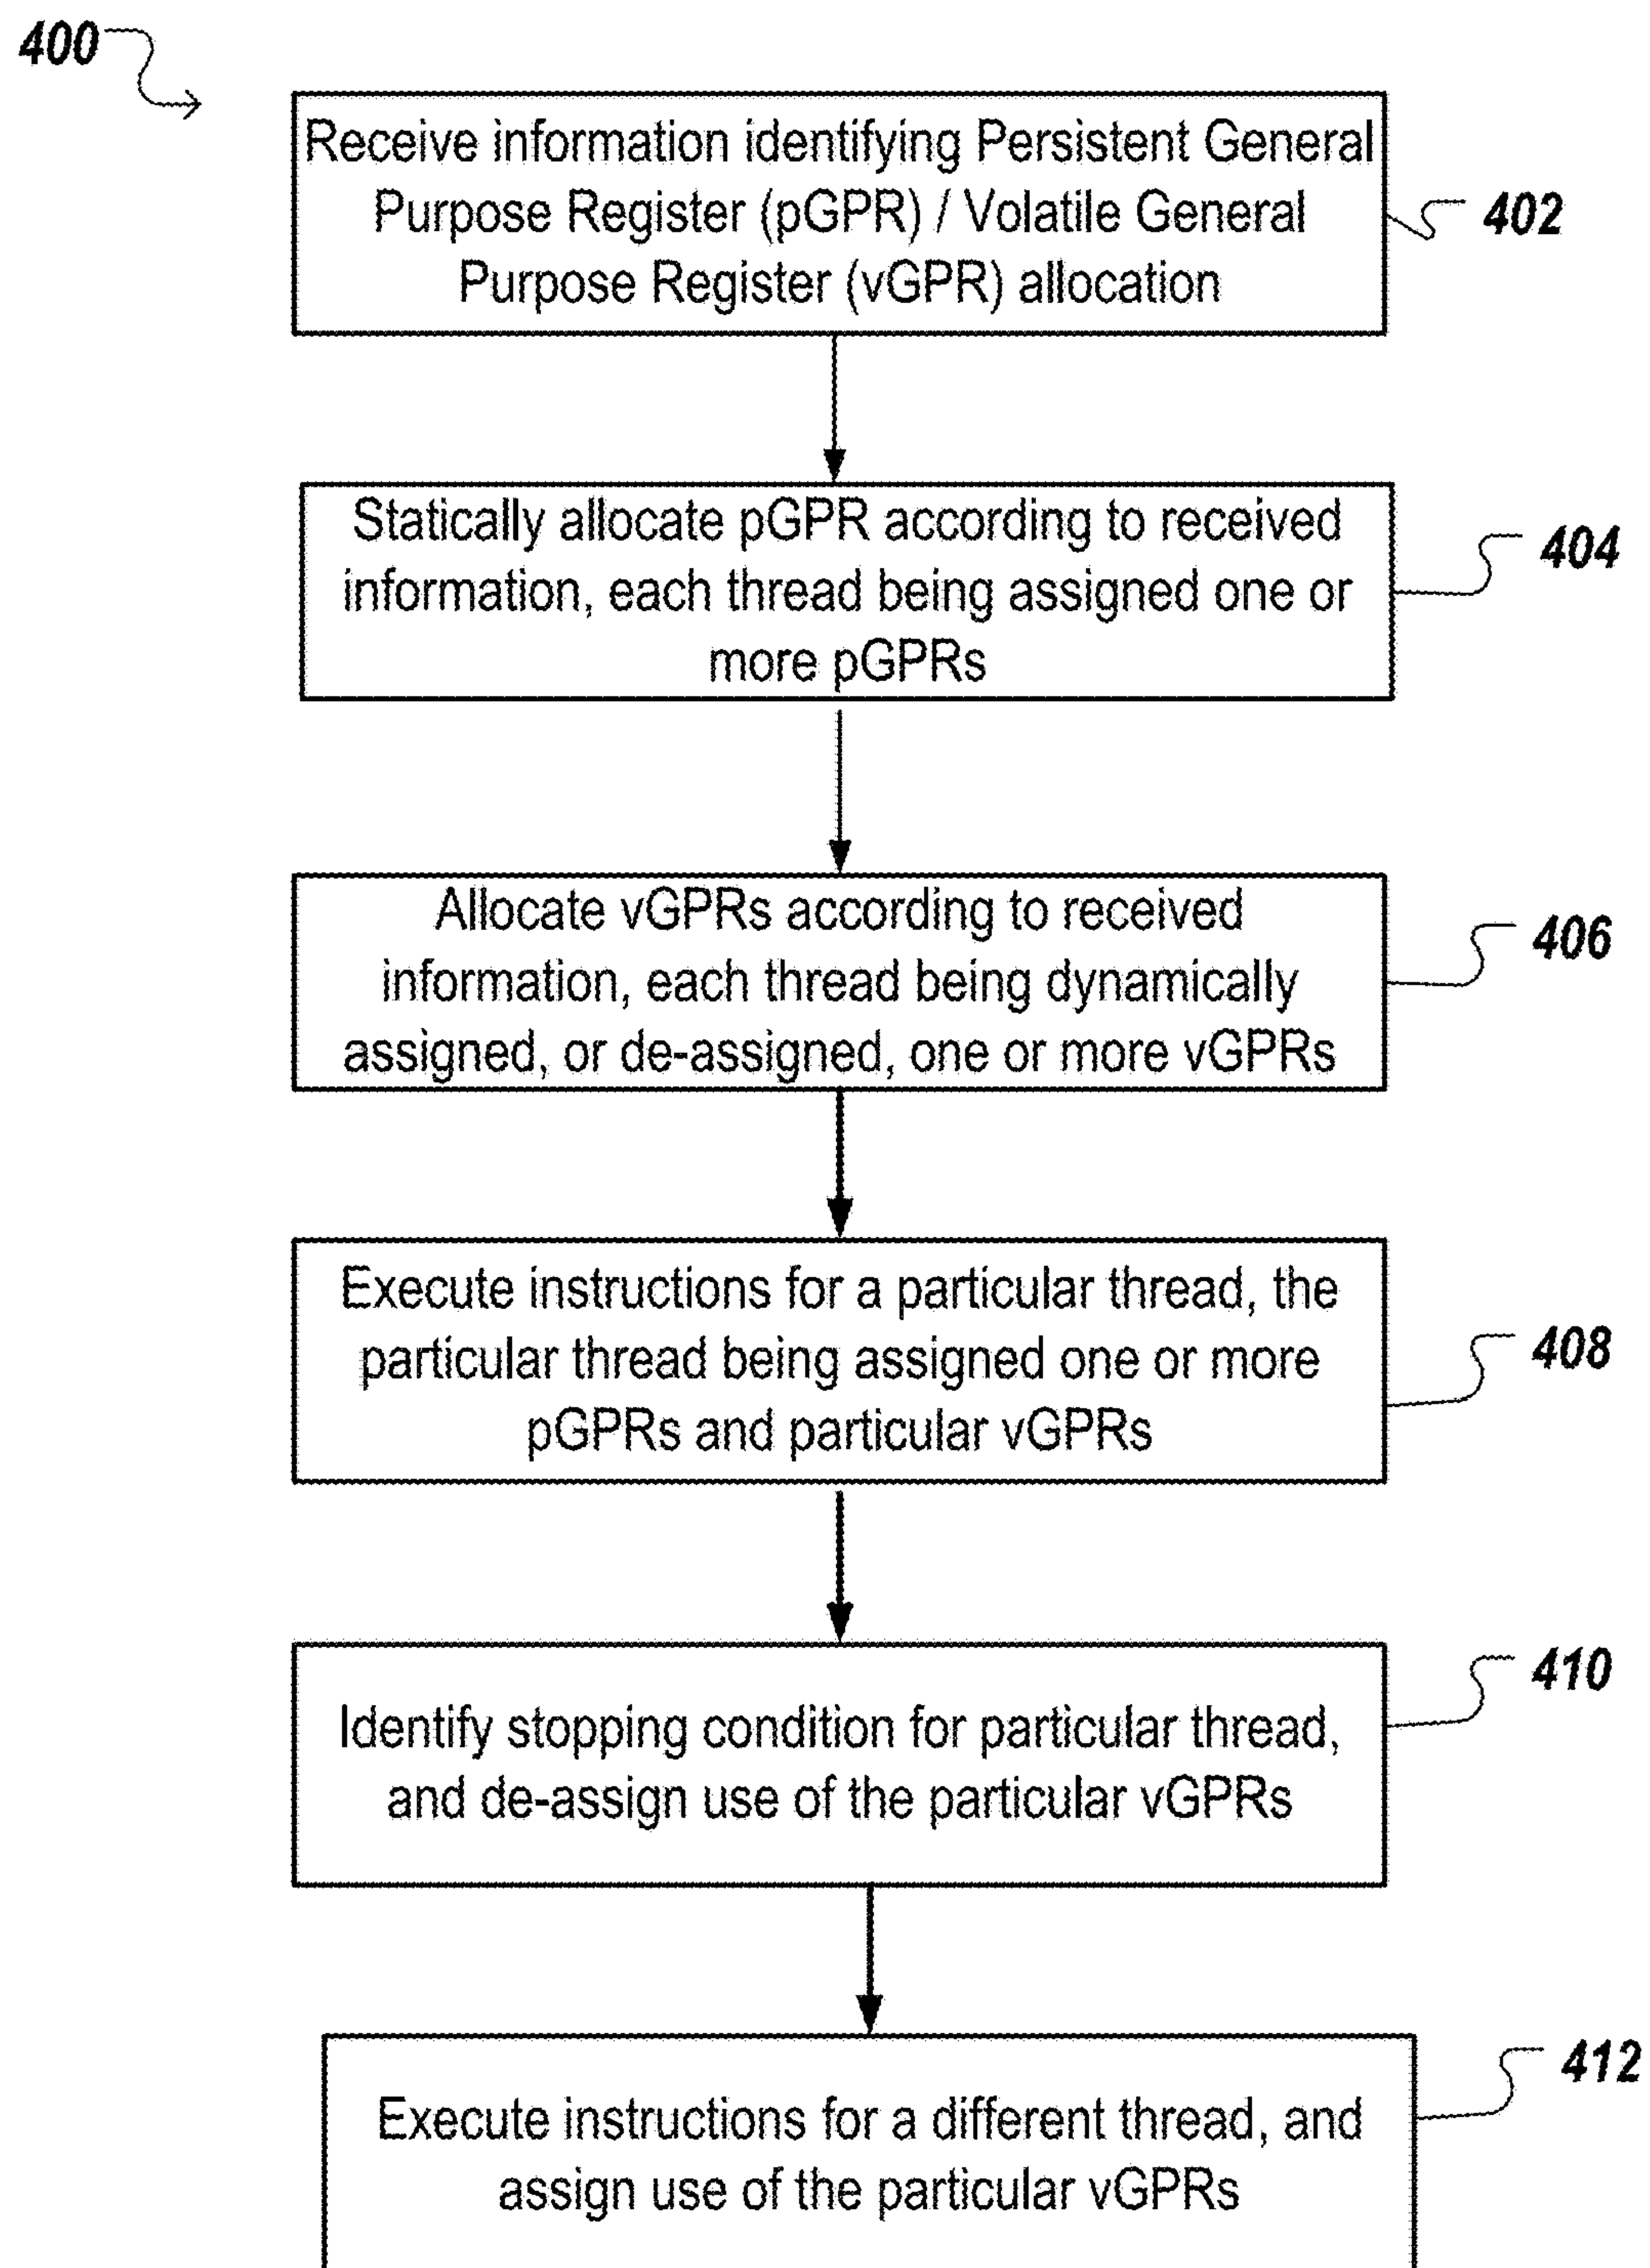 400
Receive information identifying Persistent General
Purpose Register (pGPR) / Volatile General
Purpose Register (vGPR) allocation
402
Statically allocate pGPR according to received
information, each thread being assigned one or
more pGPRs
404
Allocate vGPRs according to received
information, each thread being dynamically
assigned, or de-assigned, one or more vGPRs
406
Execute instructions for a particular thread, the
particular thread being assigned one or more
pGPRs and particular vGPRs
408
Identify stopping condition for particular thread,
and de-assign use of the particular vGPRs
410
Execute instructions for a different thread, and
assign use of the particular vGPRs
412